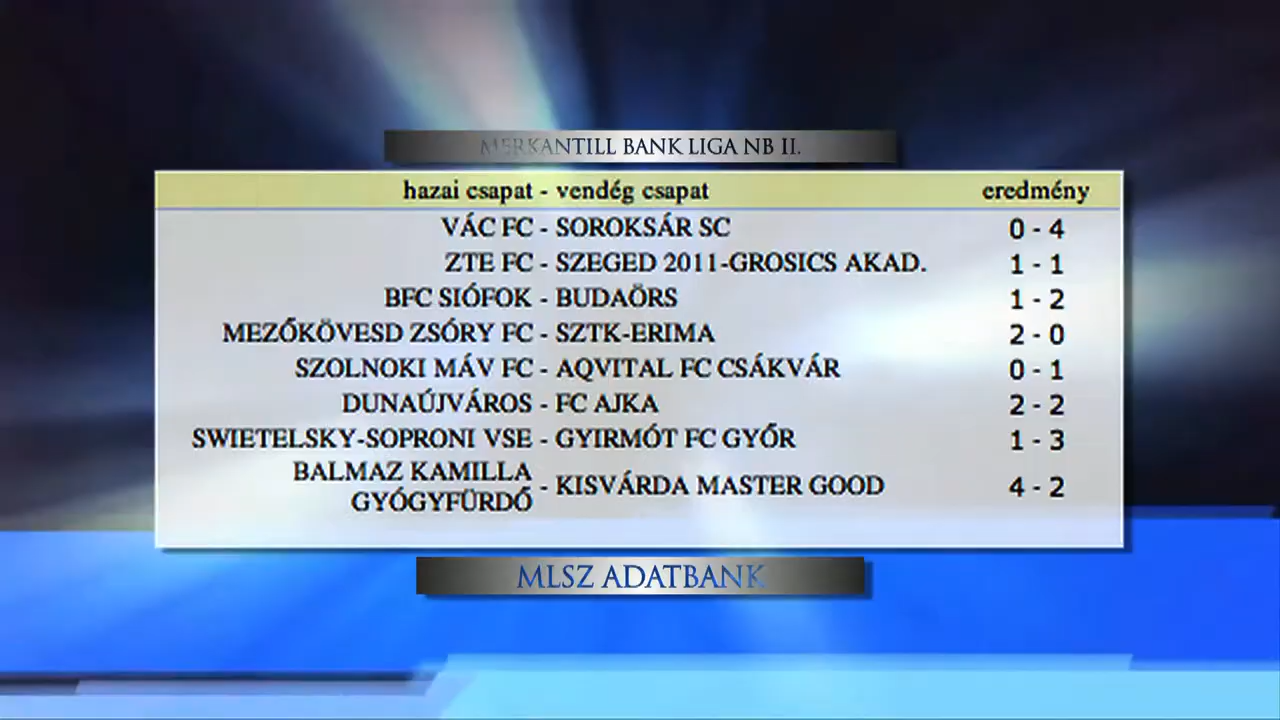 MERKANTILL BANK LIGA NB II.
hazai csapat - vendég csapat eredmény
VÁC FC - SOROKSÁR SC 0 - 4
ZTE FC - SZEGED 2011-GROSICS AKAD. 1 - 1
BFC SIÓFOK - BUDAÖRS 1 - 2
MEZŐKÖVESD ZSÓRY FC - SZTK-ERIMA 2 - 0
SZOLNOKI MÁV FC - AQVITAL FC CSÁKVÁR 0 - 1
DUNAÚJVÁROS - FC AJKA 2 - 2
SWIETELSKY-SOPRONI VSE - GYIRMÓT FC GYŐR 1 - 3
BALMAZ KAMILLA
GYÓGYFÜRDŐ - KISVÁRDA MASTER GOOD 4 - 2
MLSZ ADATBANK